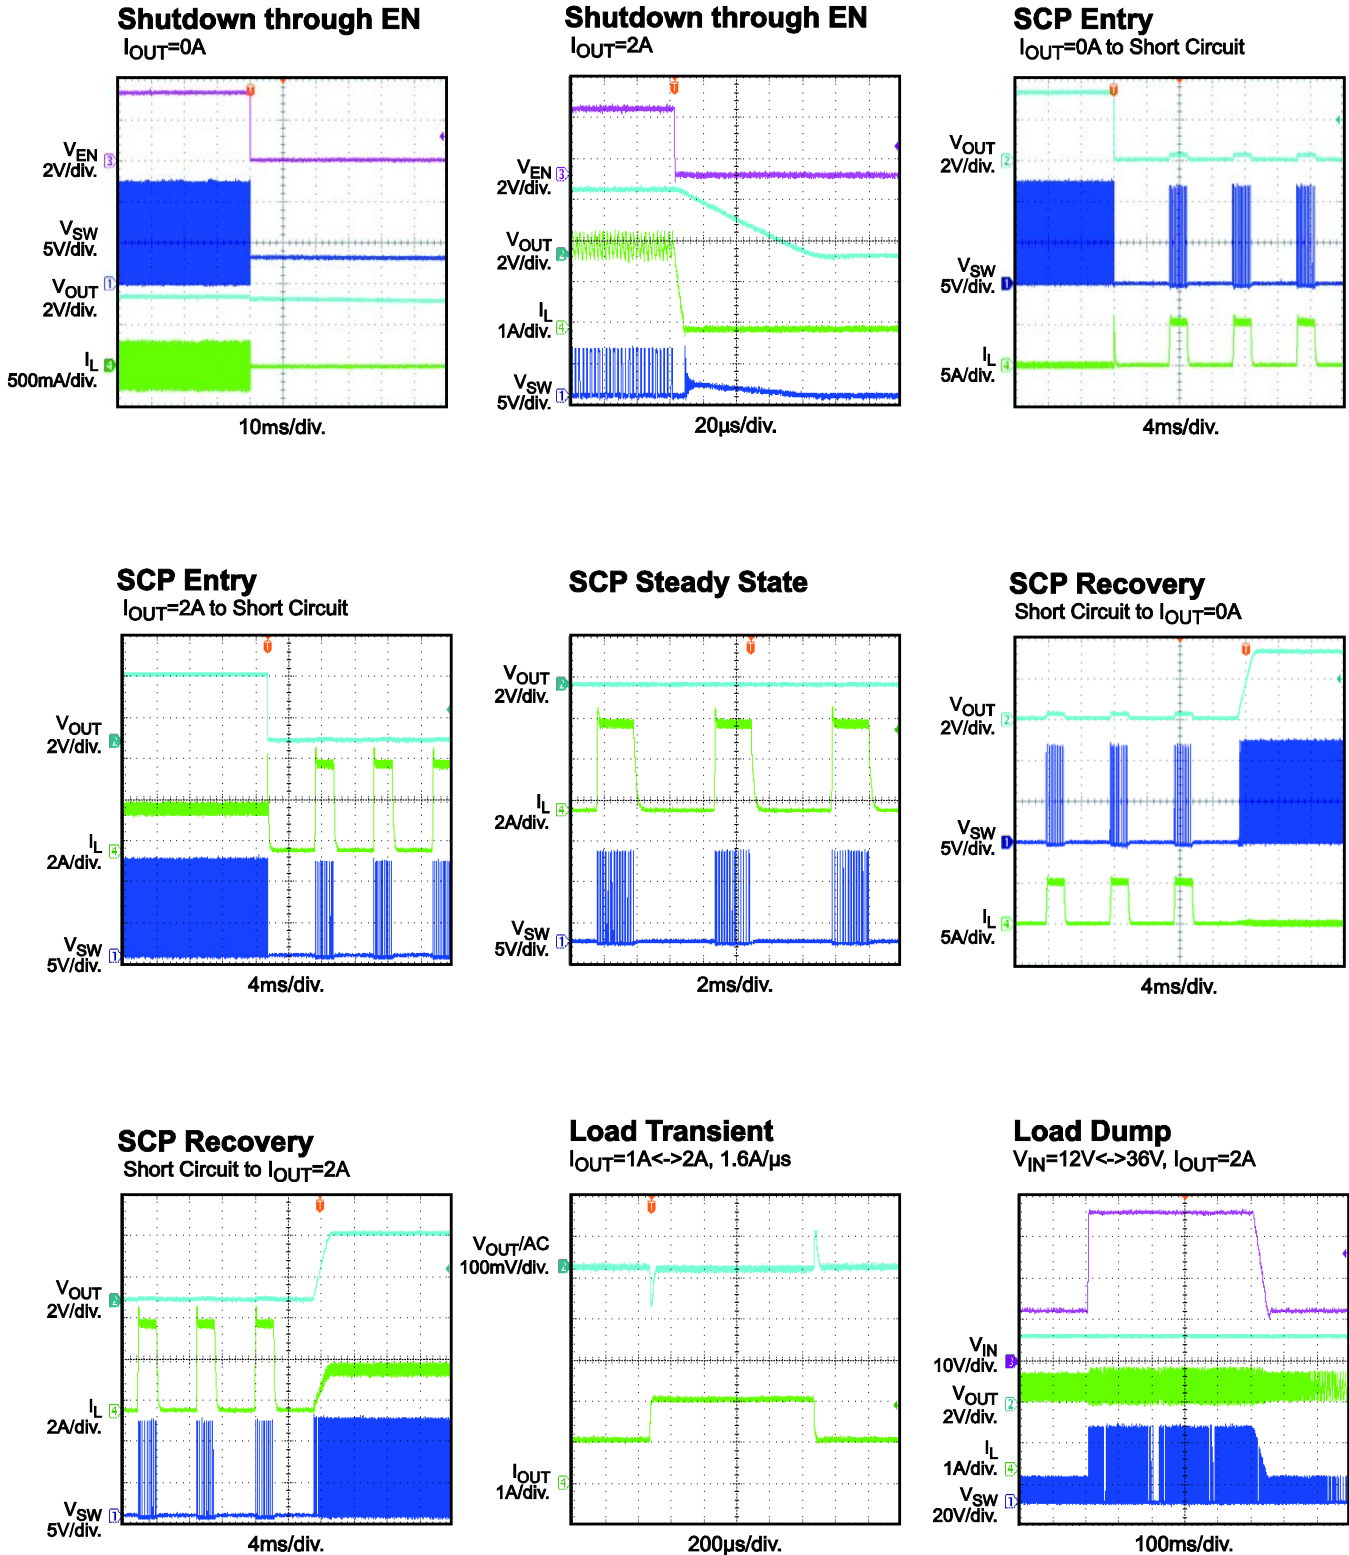 Shutdown through EN
IOUT=0A
VEN
2V/div.
VSW
5V/div.
VOUT
2V/div.
IL
500mA/div.
10ms/div.
Shutdown through EN
IOUT=2A
VEN
2V/div.
VOUT
2V/div.
IL
1A/div.
VSW
5V/div.
20µs/div.
SCP Entry
IOUT=0A to Short Circuit
VOUT
2V/div.
VSW
5V/div.
IL
5A/div.
4ms/div.
SCP Entry
IOUT=2A to Short Circuit
VOUT
2V/div.
IL
2A/div.
VSW
5V/div.
4ms/div.
SCP Steady State
VOUT
2V/div.
IL
2A/div.
VSW
5V/div.
2ms/div.
SCP Recovery
Short Circuit to IOUT=0A
VOUT
2V/div.
VSW
5V/div.
IL
5A/div.
4ms/div.
SCP Recovery
Short Circuit to IOUT=2A
VOUT
2V/div.
IL
2A/div.
VSW
5V/div.
4ms/div.
Load Transient
IOUT=1A<->2A, 1.6A/µs
VOUT/AC
100mV/div.
IOUT
1A/div.
200µs/div.
Load Dump
VIN=12V<->36V, IOUT=2A
VIN
10V/div.
VOUT
2V/div.
IL
1A/div.
VSW
20V/div.
100ms/div.